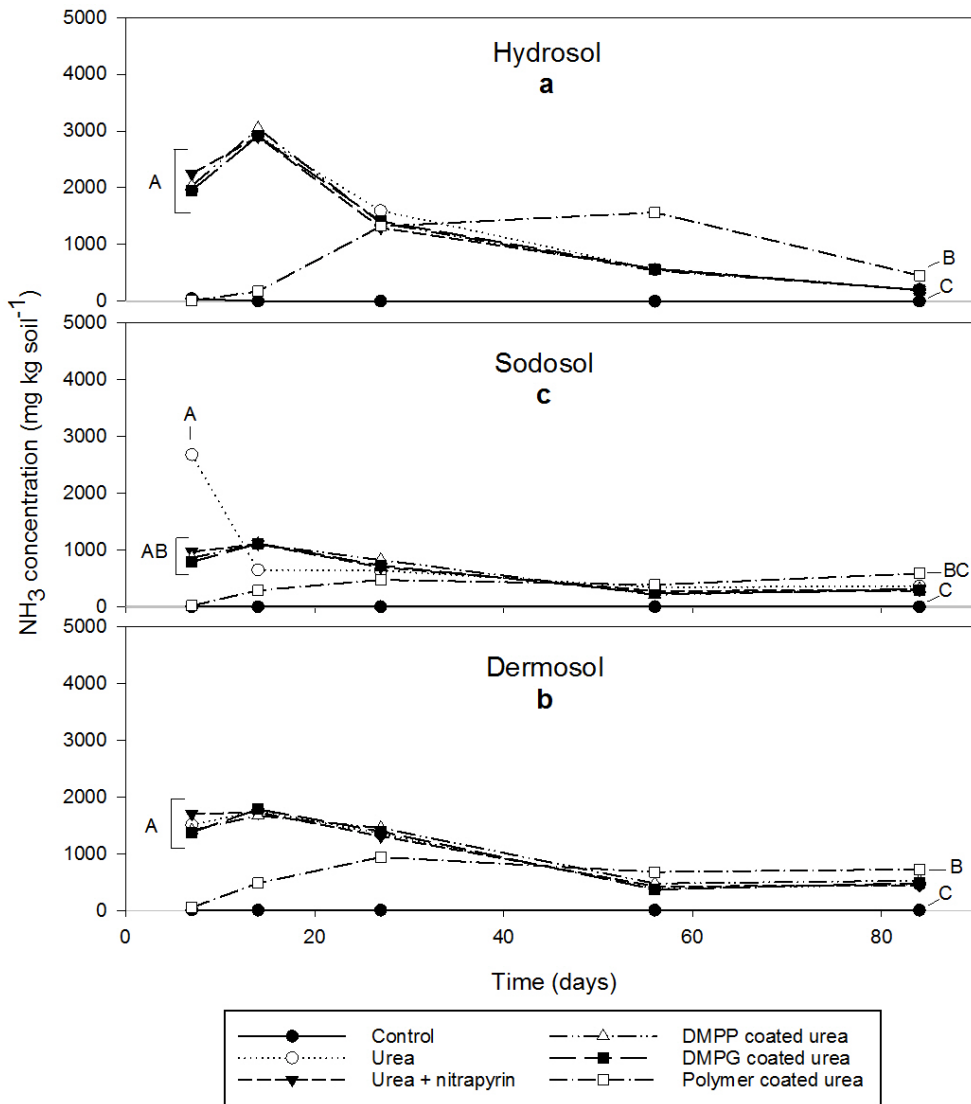 5000
Hydrosol
a
4000
3000
A
2000
1000
B
C
0
5000
Sodosol
c
4000
A
3000
2000
AB
1000
BC
C
0
5000
Dermosol
b
4000
3000
2000
A
1000
B
C
0
NH3 concentration (mg kg soil-1)
0 20 40 60 80
Time (days)
Control DMPP coated urea
Urea DMPG coated urea
Urea + nitrapyrin Polymer coated urea